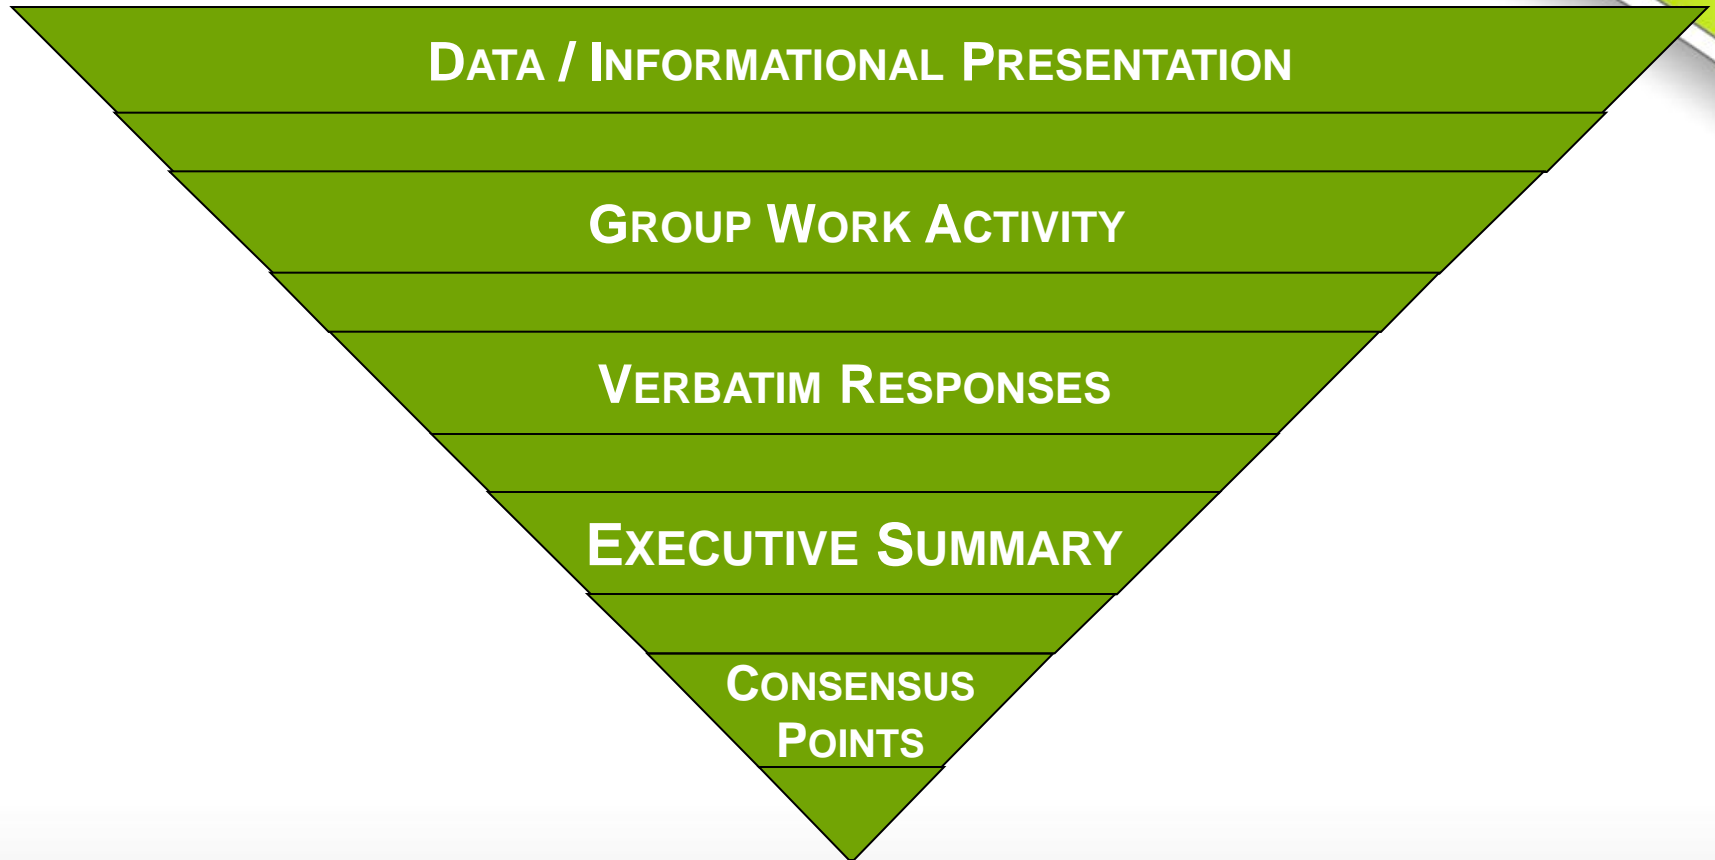 DATA / INFORMATIONAL PRESENTATION
GROUP WORK ACTIVITY
VERBATIM RESPONSES
EXECUTIVE SUMMARY
CONSENSUS
POINTS